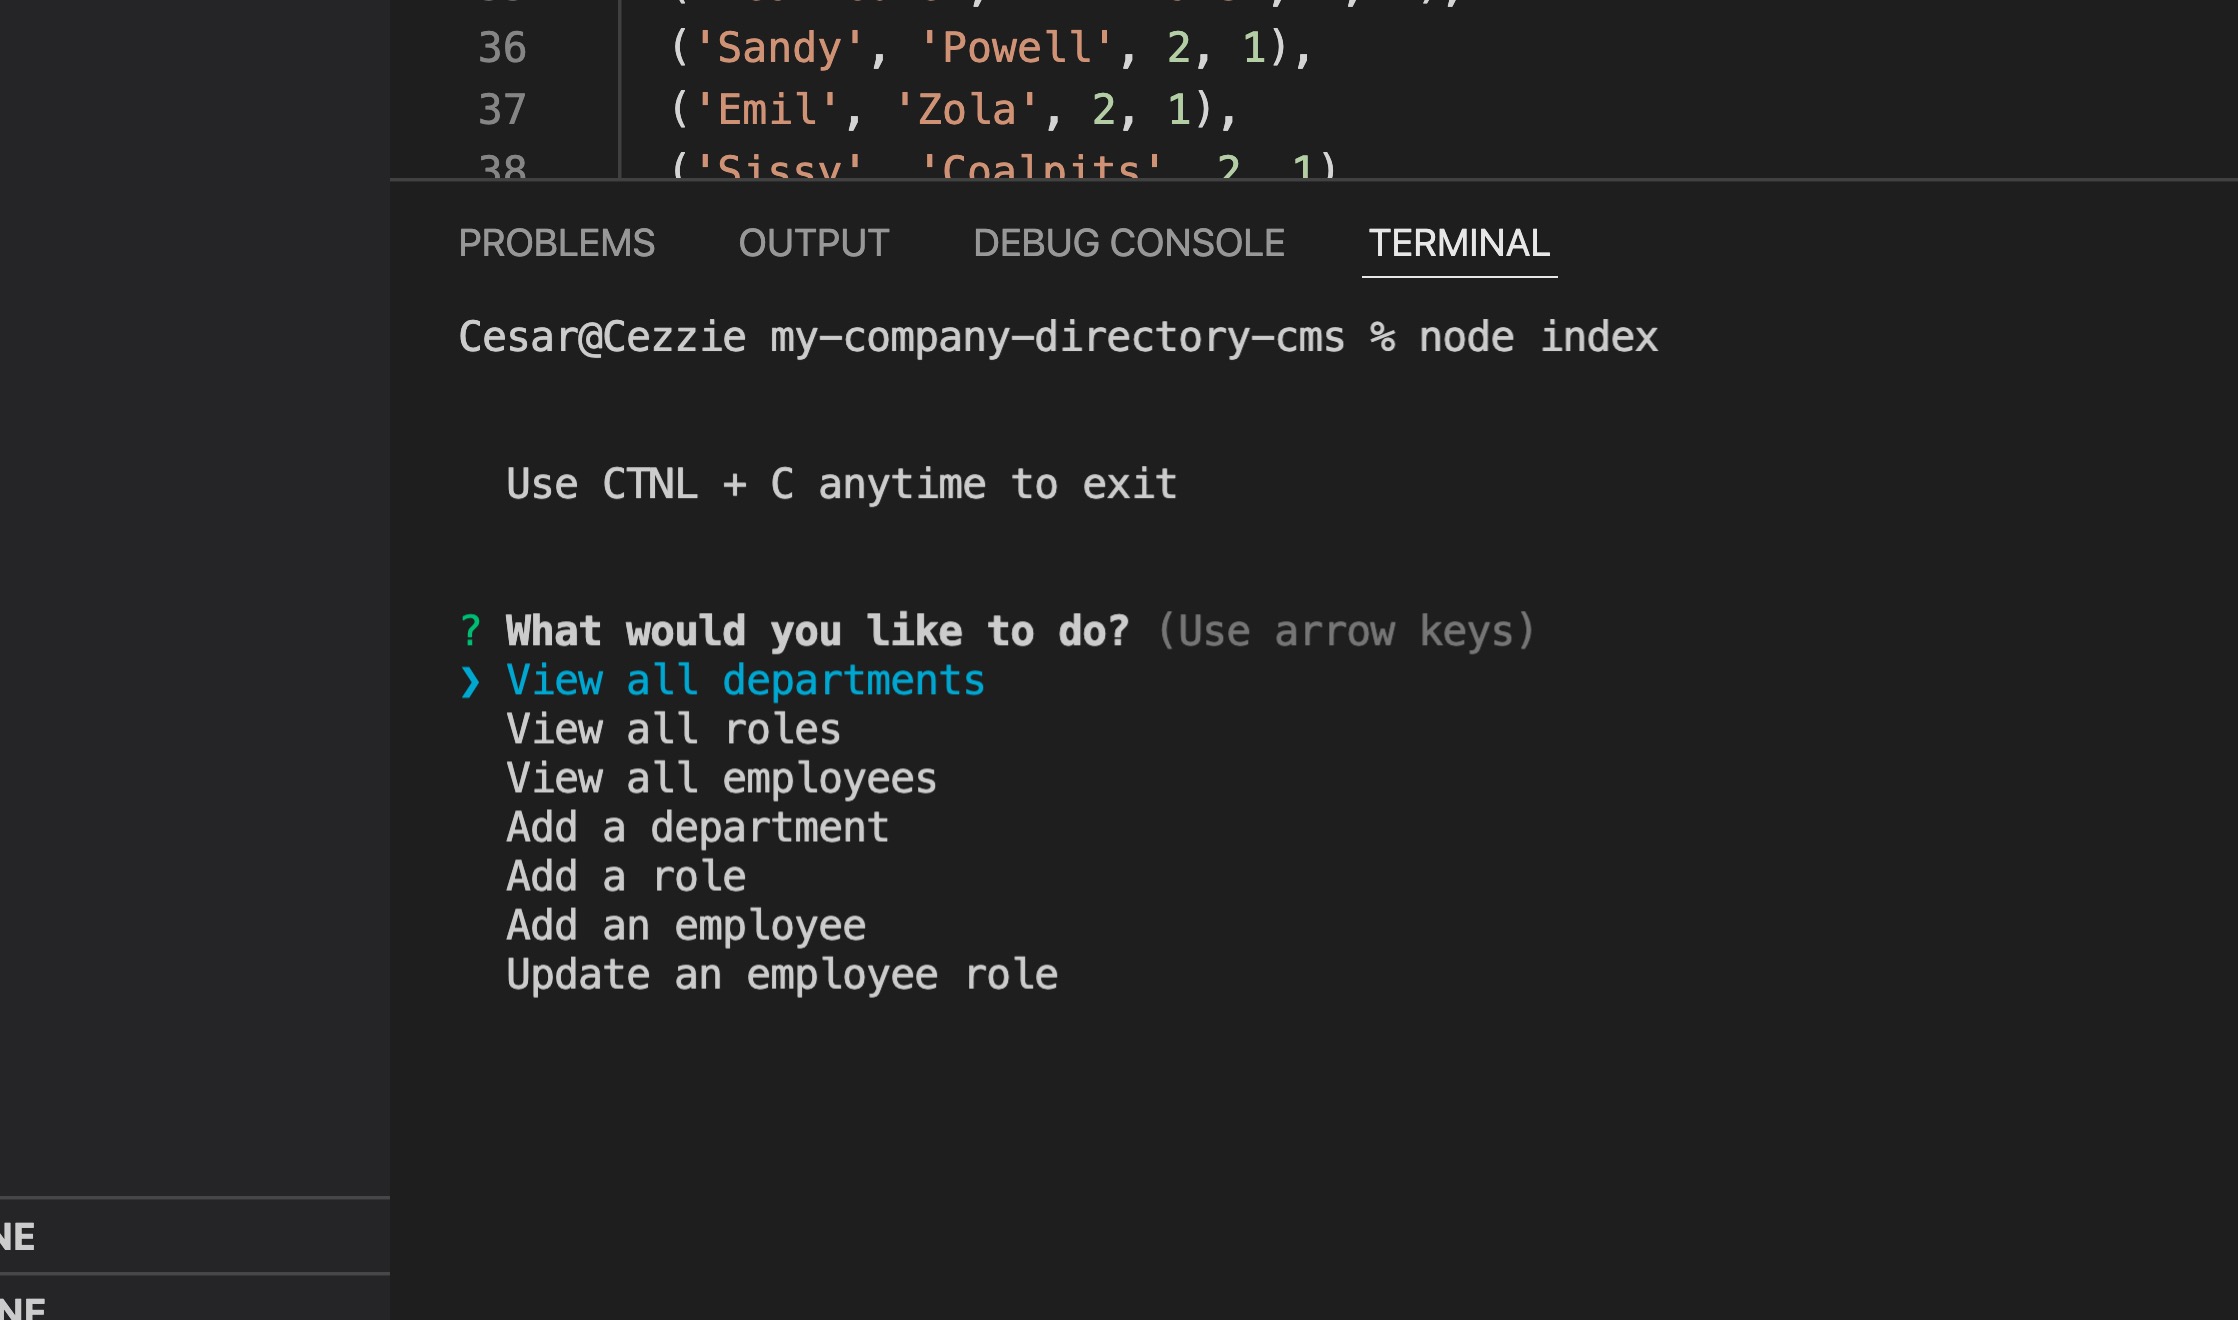 36 ('Sandy', 'Powell', 2, 1),
37 ('Emil', 'Zola', 2, 1),
38 ('Sissy', 'Coalpits', 2, 1)
PROBLEMS OUTPUT DEBUG CONSOLE TERMINAL
Cesar@Cezzie my-company-directory-cms % node index
Use CTNL + C anytime to exit
? What would you like to do? (Use arrow keys)
❯ View all departments
View all roles
View all employees
Add a department
Add a role
Add an employee
Update an employee role
NE
NE